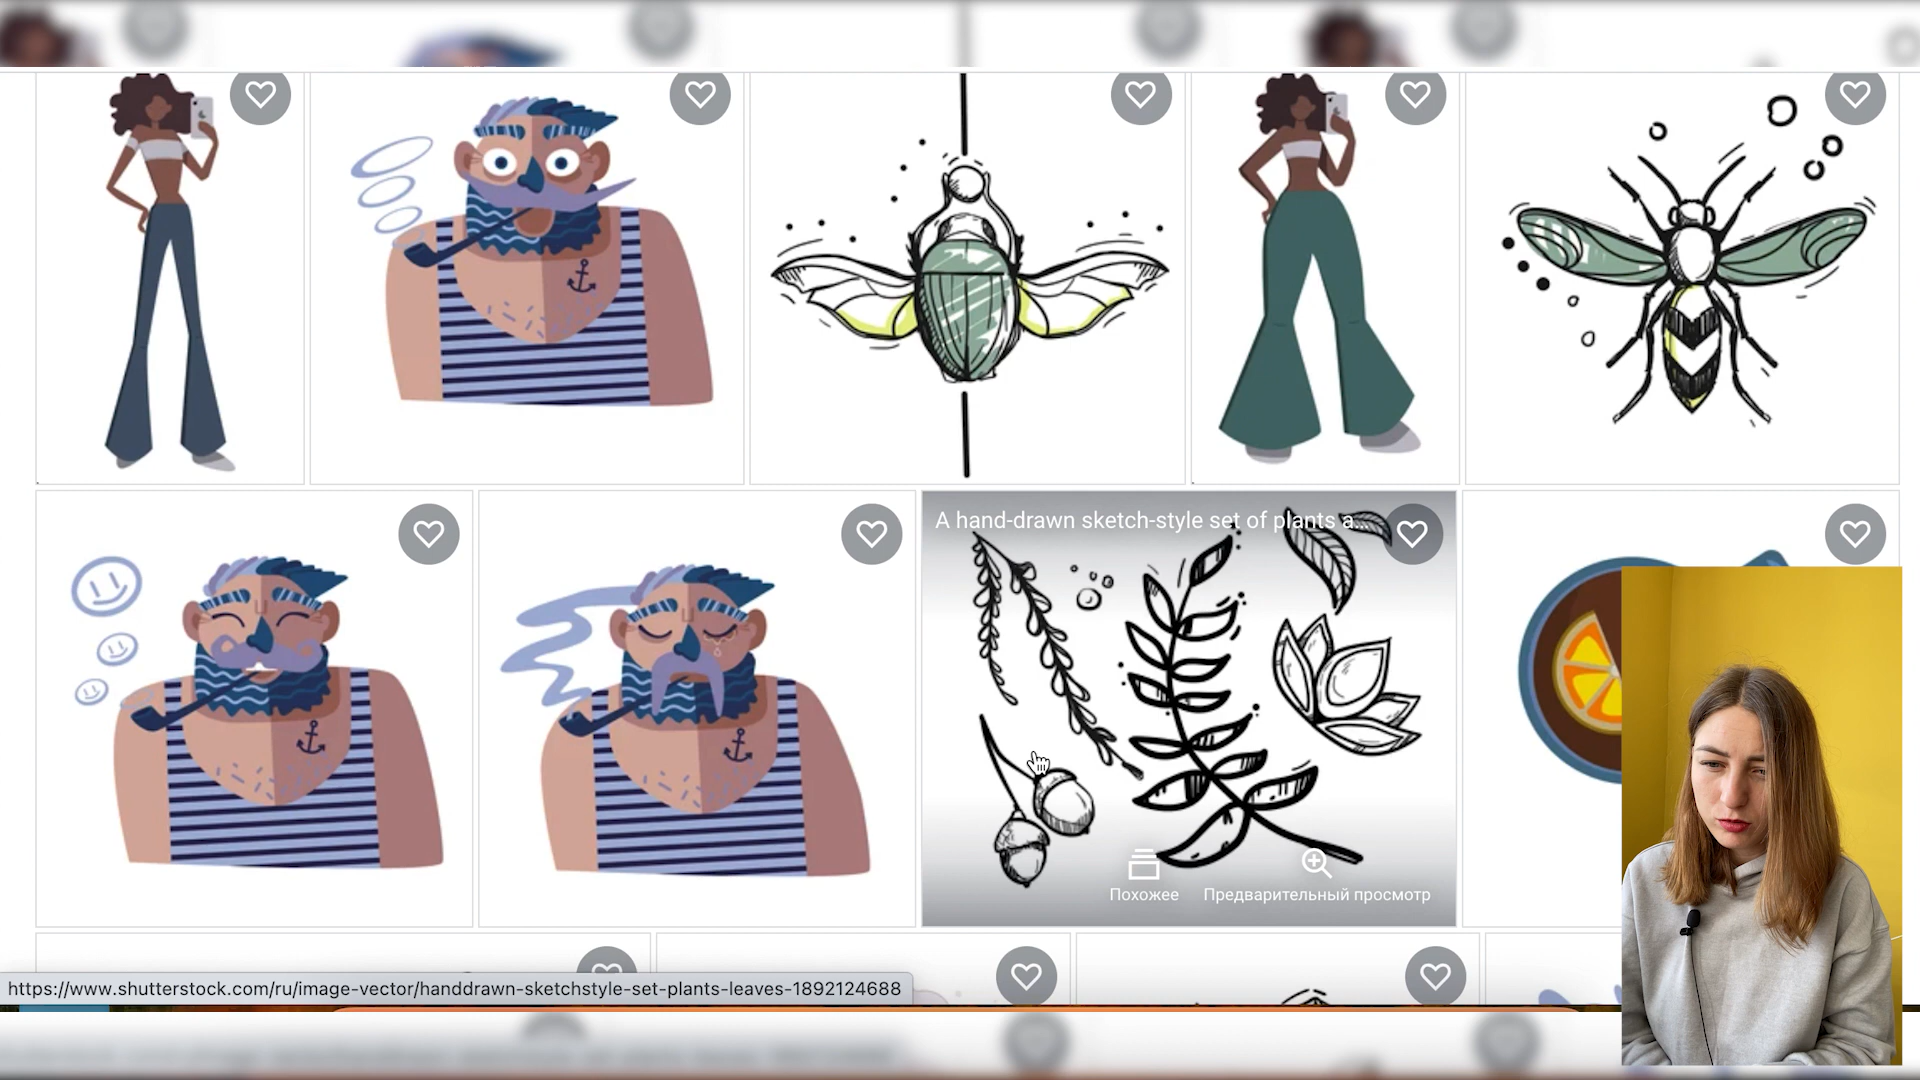 A hand-drawn sketch-style set of plants a...
Похожее
Предварительный просмотр
https://www.shutterstock.com/ru/image-vector/handdrawn-sketchstyle-set-plants-leaves-1892124688